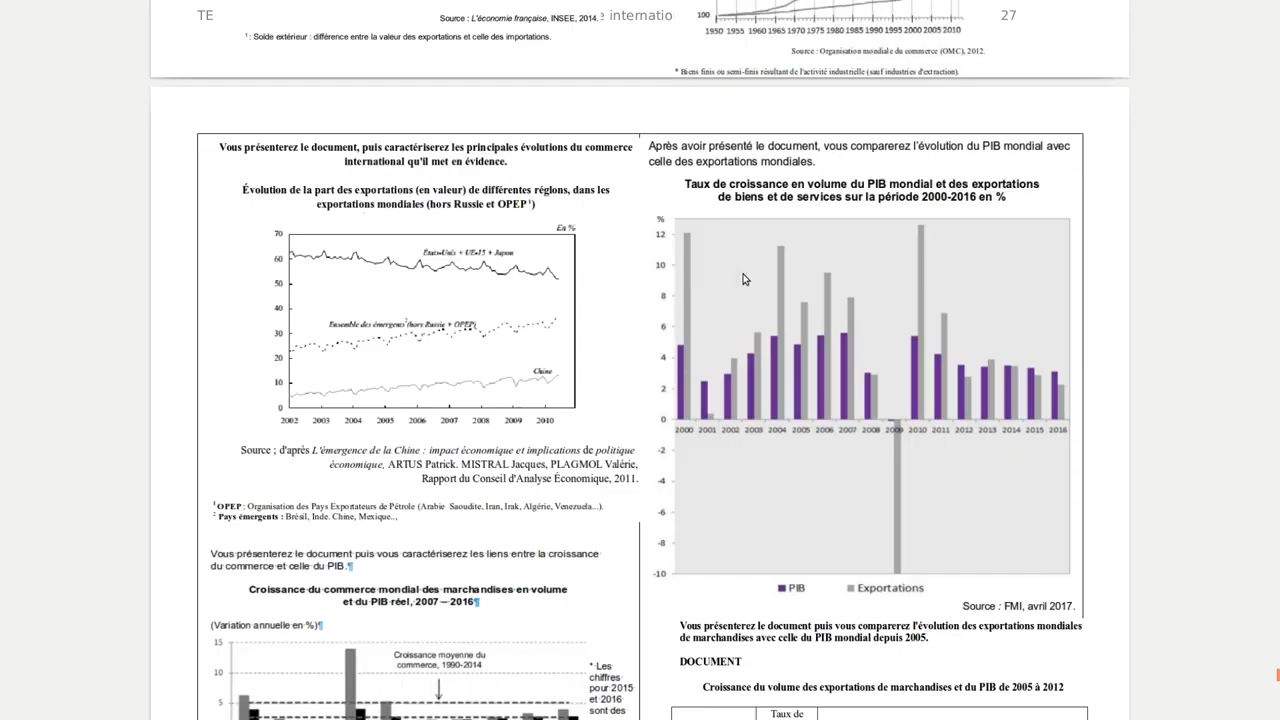 TE
Source : L'économie française, INSEE, 2014.
internatio
27
1 : Solde extérieur : différence entre la valeur des exportations et celle des importations.
100
1950 1955 1960 1965 1970 1975 1980 1985 1990 1995 2000 2005 2010
Source : Organisation mondiale du commerce (OMC), 2012.
* Biens finis ou semi-finis résultant de l'activité industrielle (sauf industries d'extraction).
Vous présenterez le document, puis caractériserez les principales évolutions du commerce
international qu'il met en évidence.
Évolution de la part des exportations (en valeur) de différentes régions, dans les
exportations mondiales (hors Russie et OPEP 1)
En %
70
60
50
40
30
20
10
0
États-Unis + UE-15 + Japon
Ensemble des émergents 2 (hors Russie + OPEP)
Chine
2002 2003 2004 2005 2006 2007 2008 2009 2010
Source ; d'après L'émergence de la Chine : impact économique et implications de politique
économique, ARTUS Patrick. MISTRAL Jacques, PLAGMOL Valérie,
Rapport du Conseil d'Analyse Économique, 2011.
1 OPEP : Organisation des Pays Exportateurs de Pétrole (Arabie Saoudite, Iran, Irak, Algérie, Venezuela...).
2 Pays émergents : Brésil, Inde. Chine, Mexique..,
Vous présenterez le document puis vous caractériserez les liens entre la croissance
du commerce et celle du PIB.¶
Croissance du commerce mondial des marchandises en volume
et du PIB réel, 2007 – 2016¶
(Variation annuelle en %)¶
15
10
5
Croissance moyenne du
commerce, 1990-2014
* Les
chiffres
pour 2015
et 2016
sont des
Après avoir présenté le document, vous comparerez l'évolution du PIB mondial avec
celle des exportations mondiales.
Taux de croissance en volume du PIB mondial et des exportations
de biens et de services sur la période 2000-2016 en %
%
12
10
8
6
4
2
0
2000 2001 2002 2003 2004 2005 2006 2007 2008 2009 2010 2011 2012 2013 2014 2015 2016
-2
-4
-6
-8
-10
PIB Exportations
Source : FMI, avril 2017.
Vous présenterez le document puis vous comparerez l'évolution des exportations mondiales
de marchandises avec celle du PIB mondial depuis 2005.
DOCUMENT
Croissance du volume des exportations de marchandises et du PIB de 2005 à 2012
Taux de